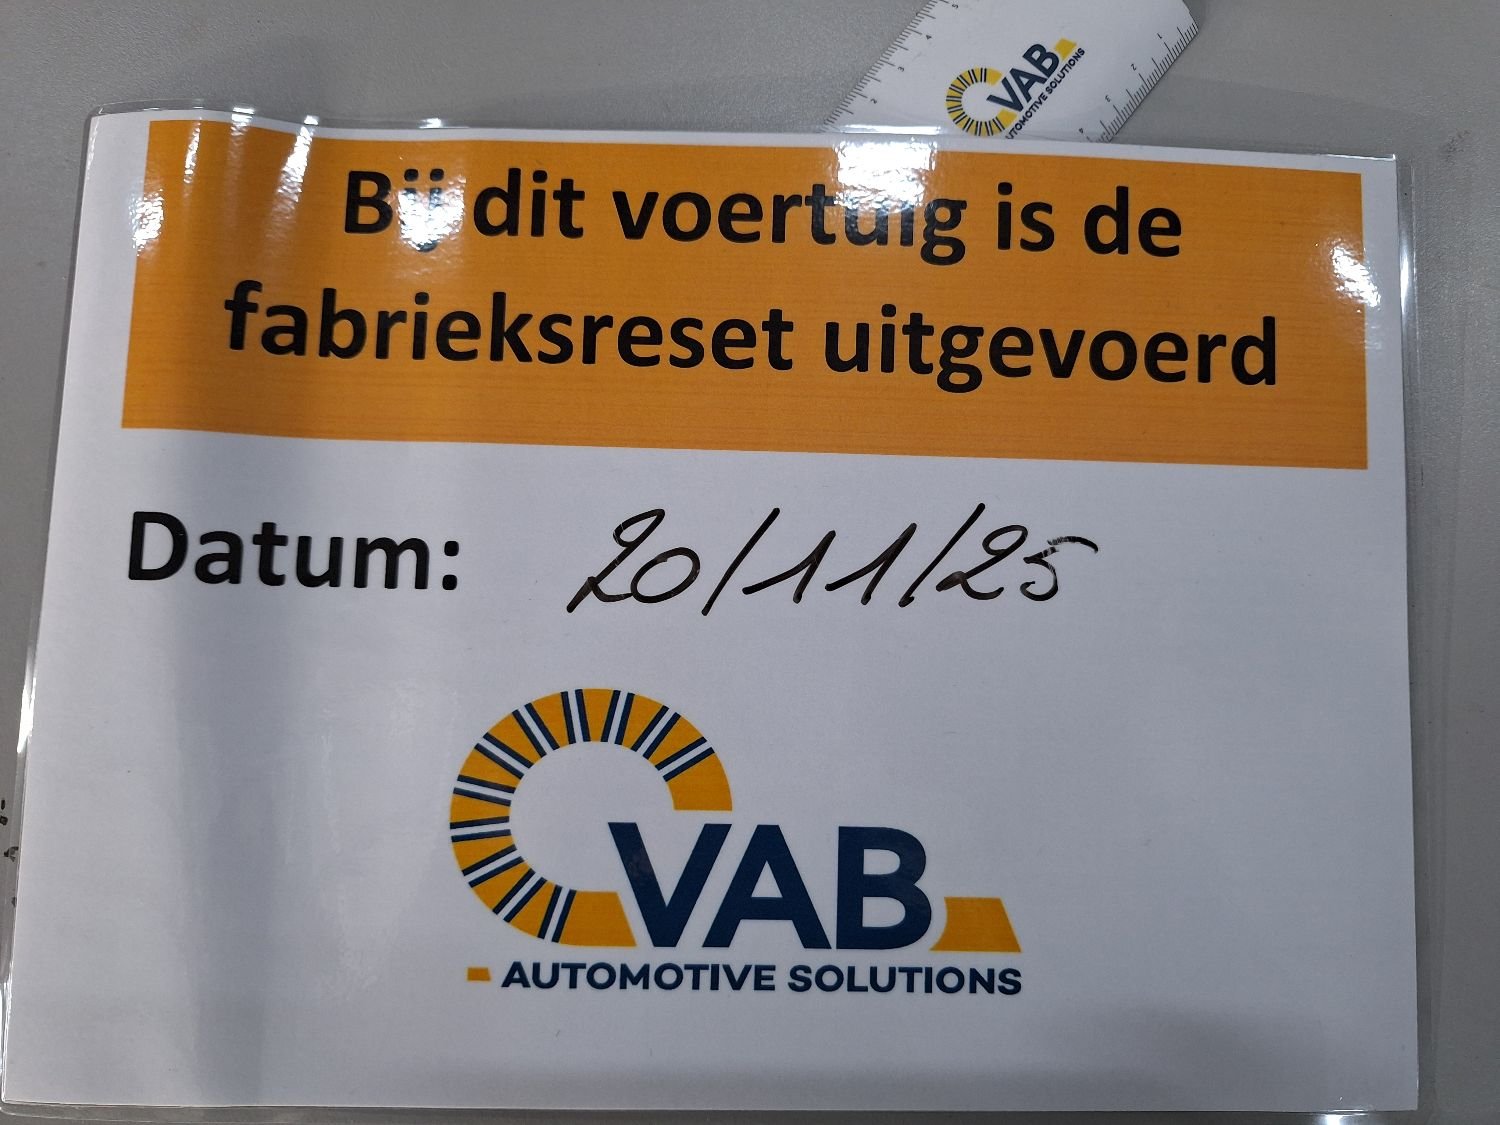 VAB
AUTOMOTIVE SOLUTIONS
Bij dit voertuig is de
fabrieksreset uitgevoerd
Datum: 20/11/25
VAB
AUTOMOTIVE SOLUTIONS